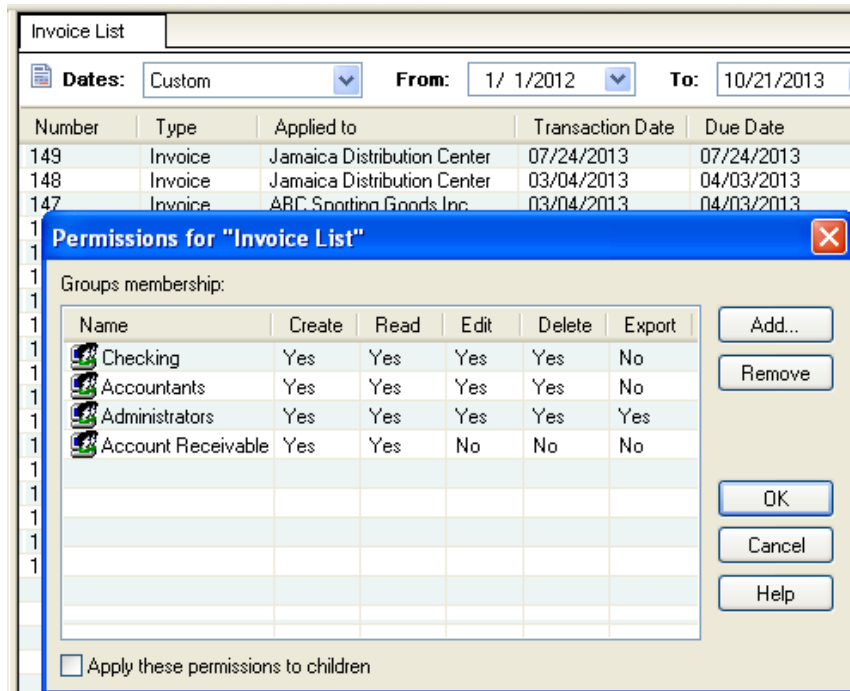 Invoice List
Dates: Custom From: 1/ 1/2012 To: 10/21/2013
Number Type Applied to Transaction Date Due Date
149 Invoice Jamaica Distribution Center 07/24/2013 07/24/2013
148 Invoice Jamaica Distribution Center 03/04/2013 04/03/2013
147 Invoice ABC Sporting Goods Inc 03/04/2013 04/03/2013
Permissions for "Invoice List"
Groups membership:
Name Create Read Edit Delete Export Add...
Checking Yes Yes Yes Yes No
Remove
Accountants Yes Yes Yes Yes No
Administrators Yes Yes Yes Yes Yes
Account Receivable Yes Yes No No No
OK
Cancel
Help
Apply these permissions to children